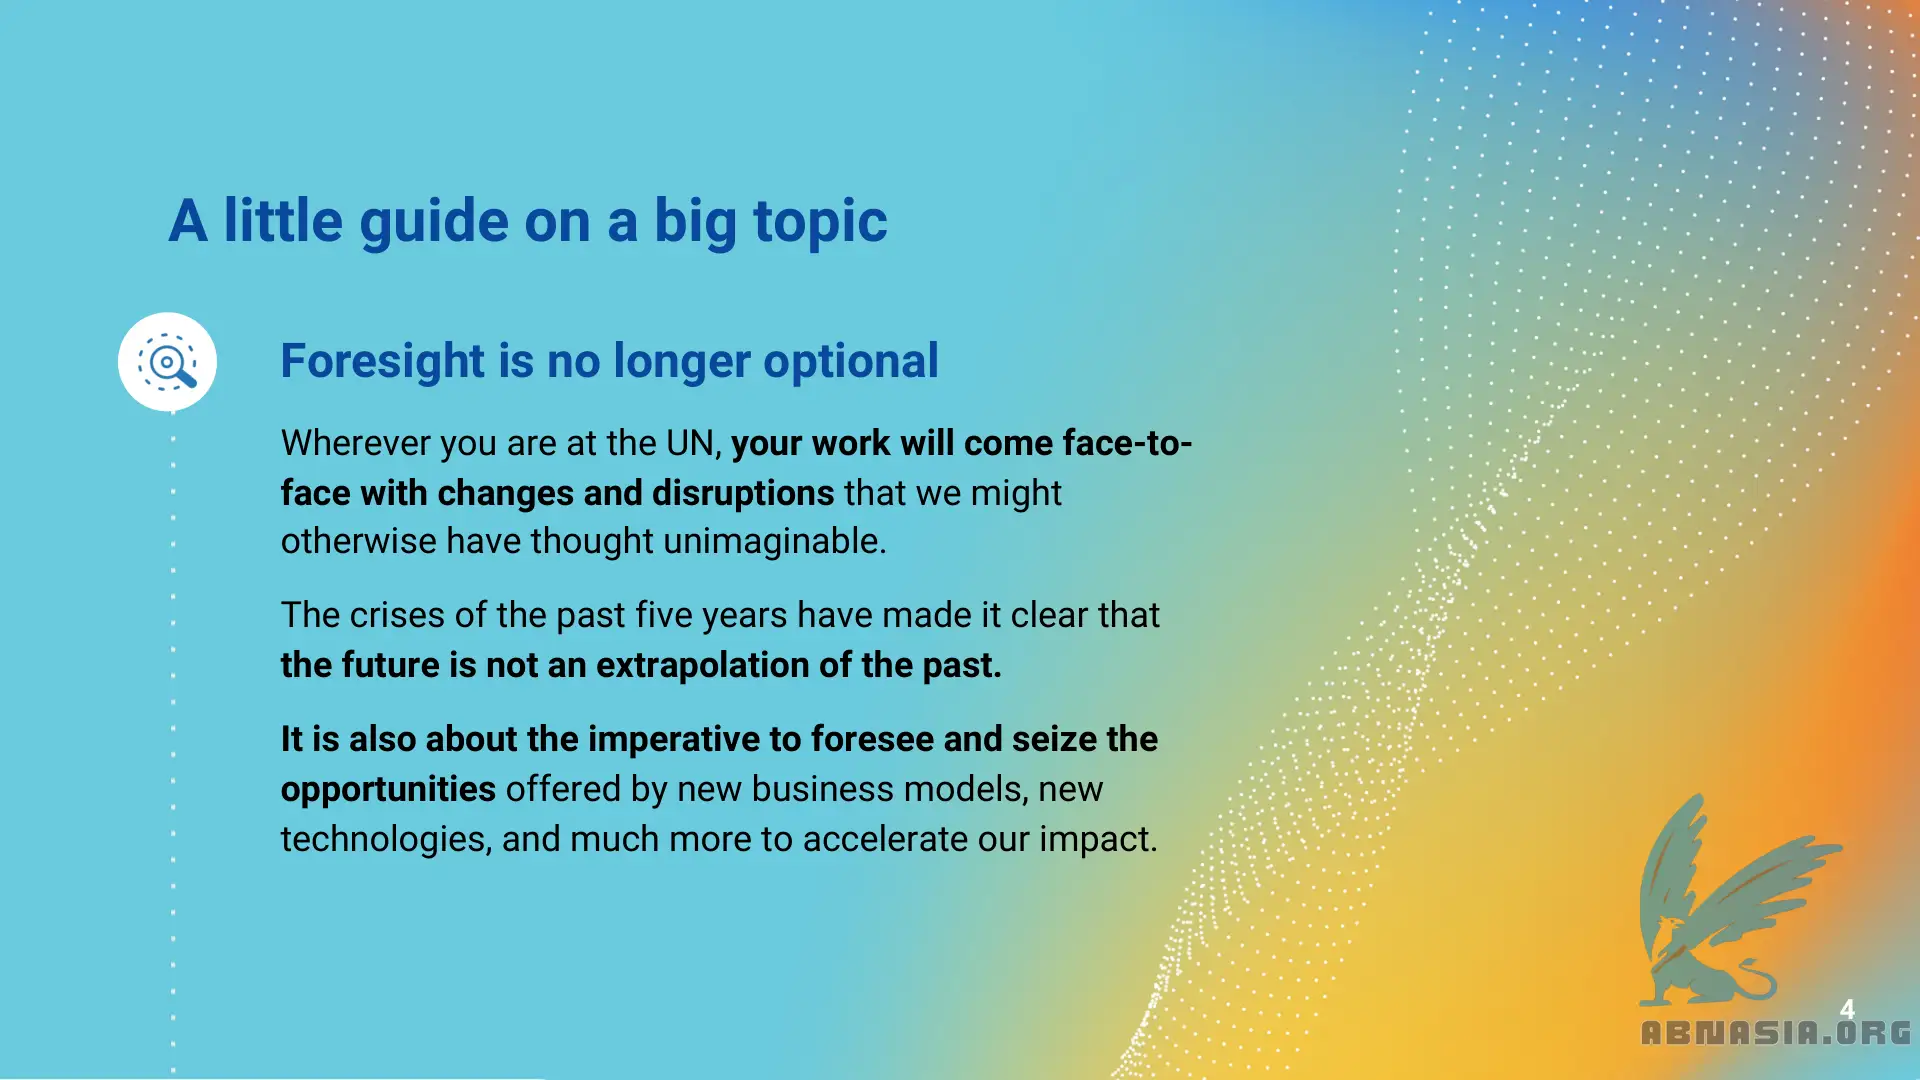 A little guide on a big topic
Foresight is no longer optional
Wherever you are at the UN, your work will come face-to-
face with changes and disruptions that we might
otherwise have thought unimaginable.
The crises of the past five years have made it clear that
the future is not an extrapolation of the past.
It is also about the imperative to foresee and seize the
opportunities offered by new business models, new
technologies, and much more to accelerate our impact.
4
ABNASIA.ORG